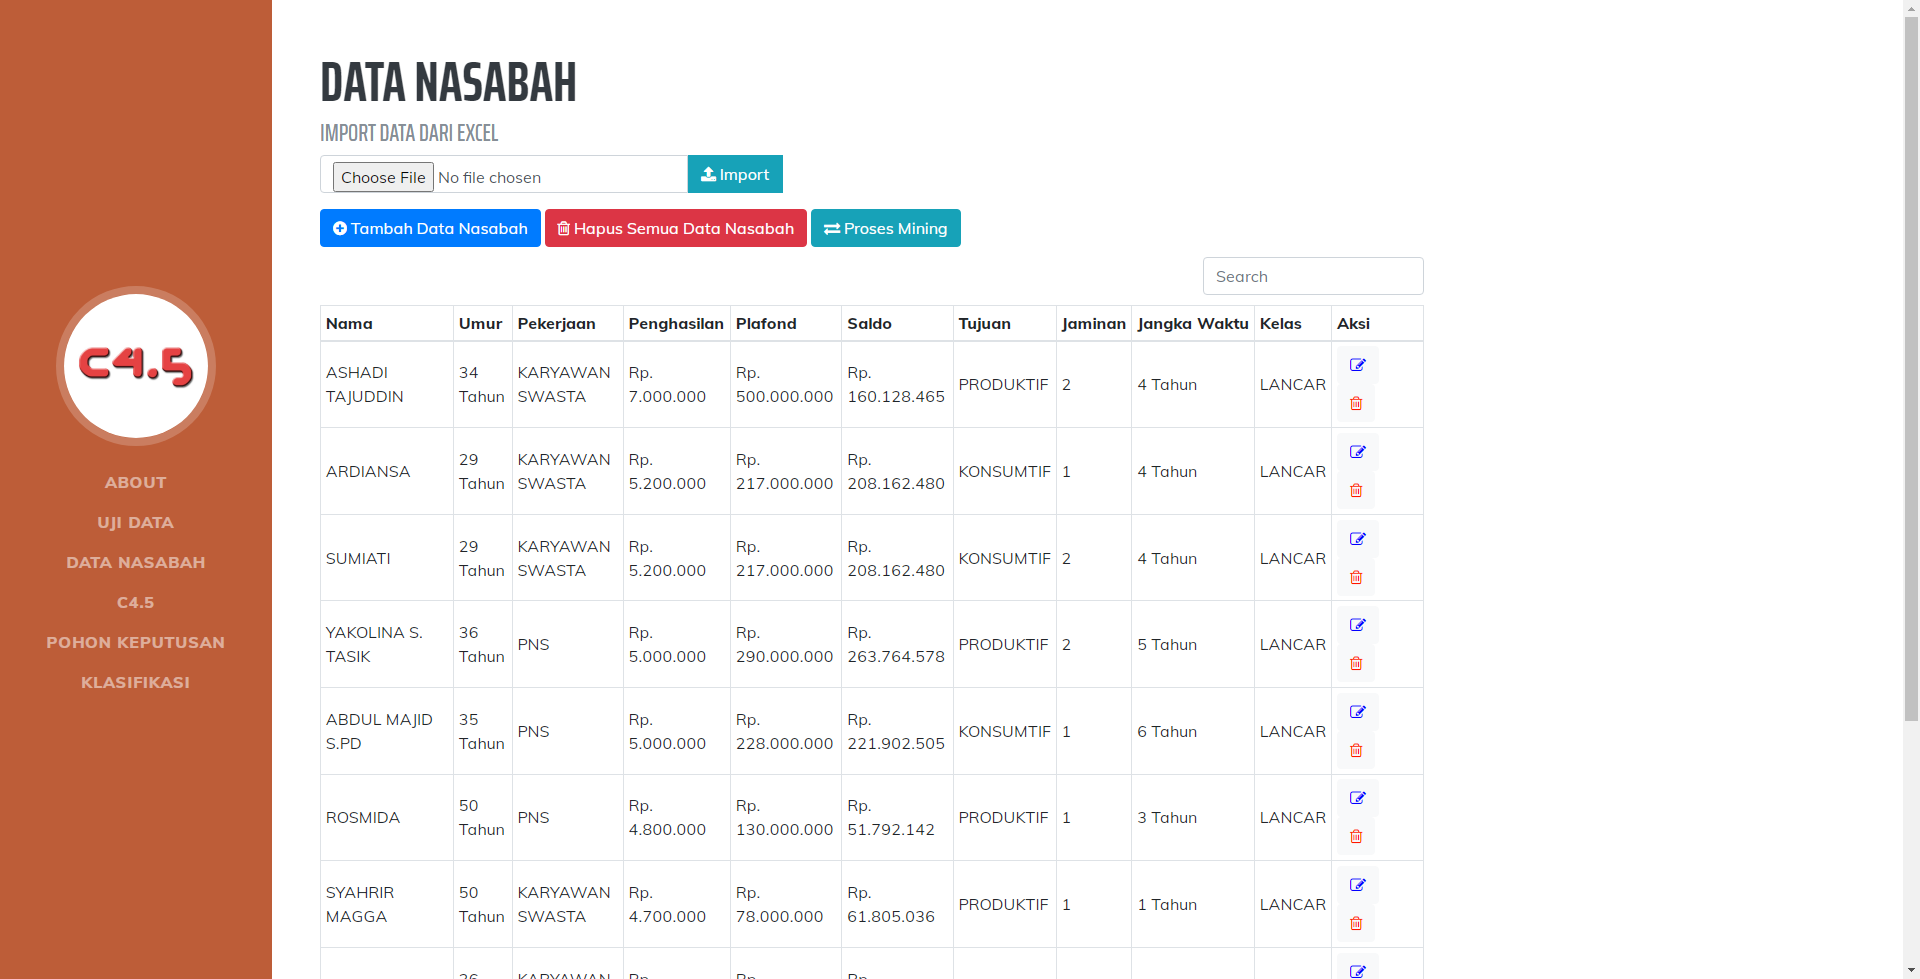 C4.5
ABOUT
UJI DATA
DATA NASABAH
C4.5
POHON KEPUTUSAN
KLASIFIKASI
DATA NASABAH
IMPORT DATA DARI EXCEL
Choose File No file chosen Import
Tambah Data Nasabah Hapus Semua Data Nasabah Proses Mining
Search
Nama Umur Pekerjaan Penghasilan Plafond Saldo Tujuan Jaminan Jangka Waktu Kelas Aksi
ASHADI TAJUDDIN 34 Tahun KARYAWAN SWASTA Rp. 7.000.000 Rp. 500.000.000 Rp. 160.128.465 PRODUKTIF 2 4 Tahun LANCAR
ARDIANSA 29 Tahun KARYAWAN SWASTA Rp. 5.200.000 Rp. 217.000.000 Rp. 208.162.480 KONSUMTIF 1 4 Tahun LANCAR
SUMIATI 29 Tahun KARYAWAN SWASTA Rp. 5.200.000 Rp. 217.000.000 Rp. 208.162.480 KONSUMTIF 2 4 Tahun LANCAR
YAKOLINA S. TASIK 36 Tahun PNS Rp. 5.000.000 Rp. 290.000.000 Rp. 263.764.578 PRODUKTIF 2 5 Tahun LANCAR
ABDUL MAJID S.PD 35 Tahun PNS Rp. 5.000.000 Rp. 228.000.000 Rp. 221.902.505 KONSUMTIF 1 6 Tahun LANCAR
ROSMIDA 50 Tahun PNS Rp. 4.800.000 Rp. 130.000.000 Rp. 51.792.142 PRODUKTIF 1 3 Tahun LANCAR
SYAHRIR MAGGA 50 Tahun KARYAWAN SWASTA Rp. 4.700.000 Rp. 78.000.000 Rp. 61.805.036 PRODUKTIF 1 1 Tahun LANCAR
KARYAWAN Rp. Rp. Rp.